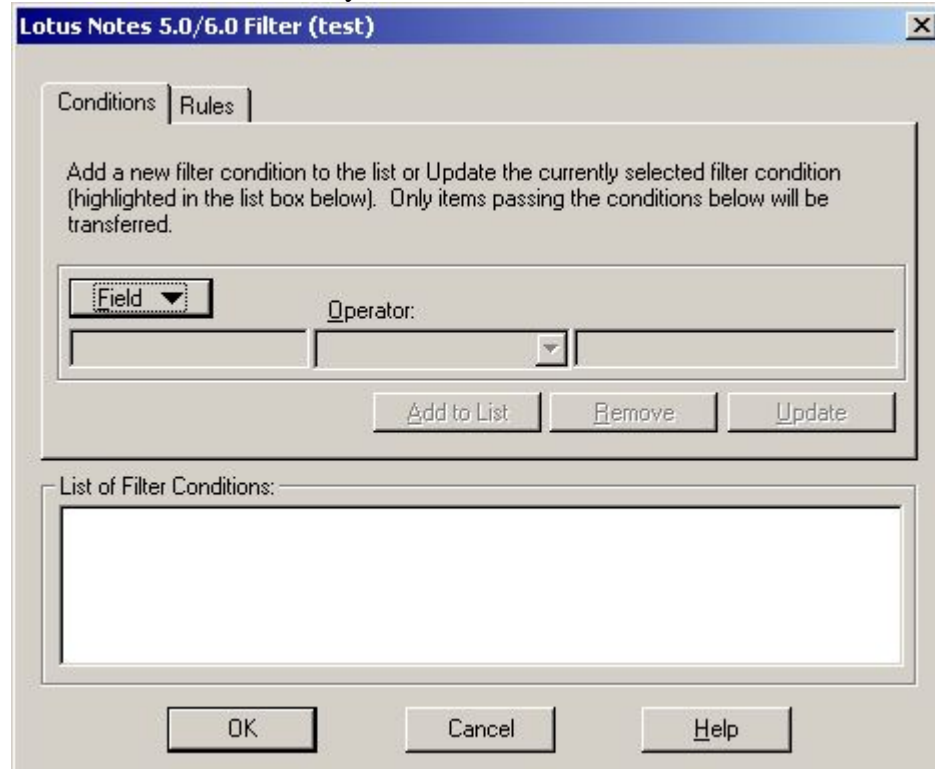 Lotus Notes 5.0/6.0 Filter (test)
Conditions Rules
Add a new filter condition to the list or Update the currently selected filter condition
(highlighted in the list box below).  Only items passing the conditions below will be
transferred.
Field
Operator:
Add to List Remove Update
List of Filter Conditions:
OK Cancel Help